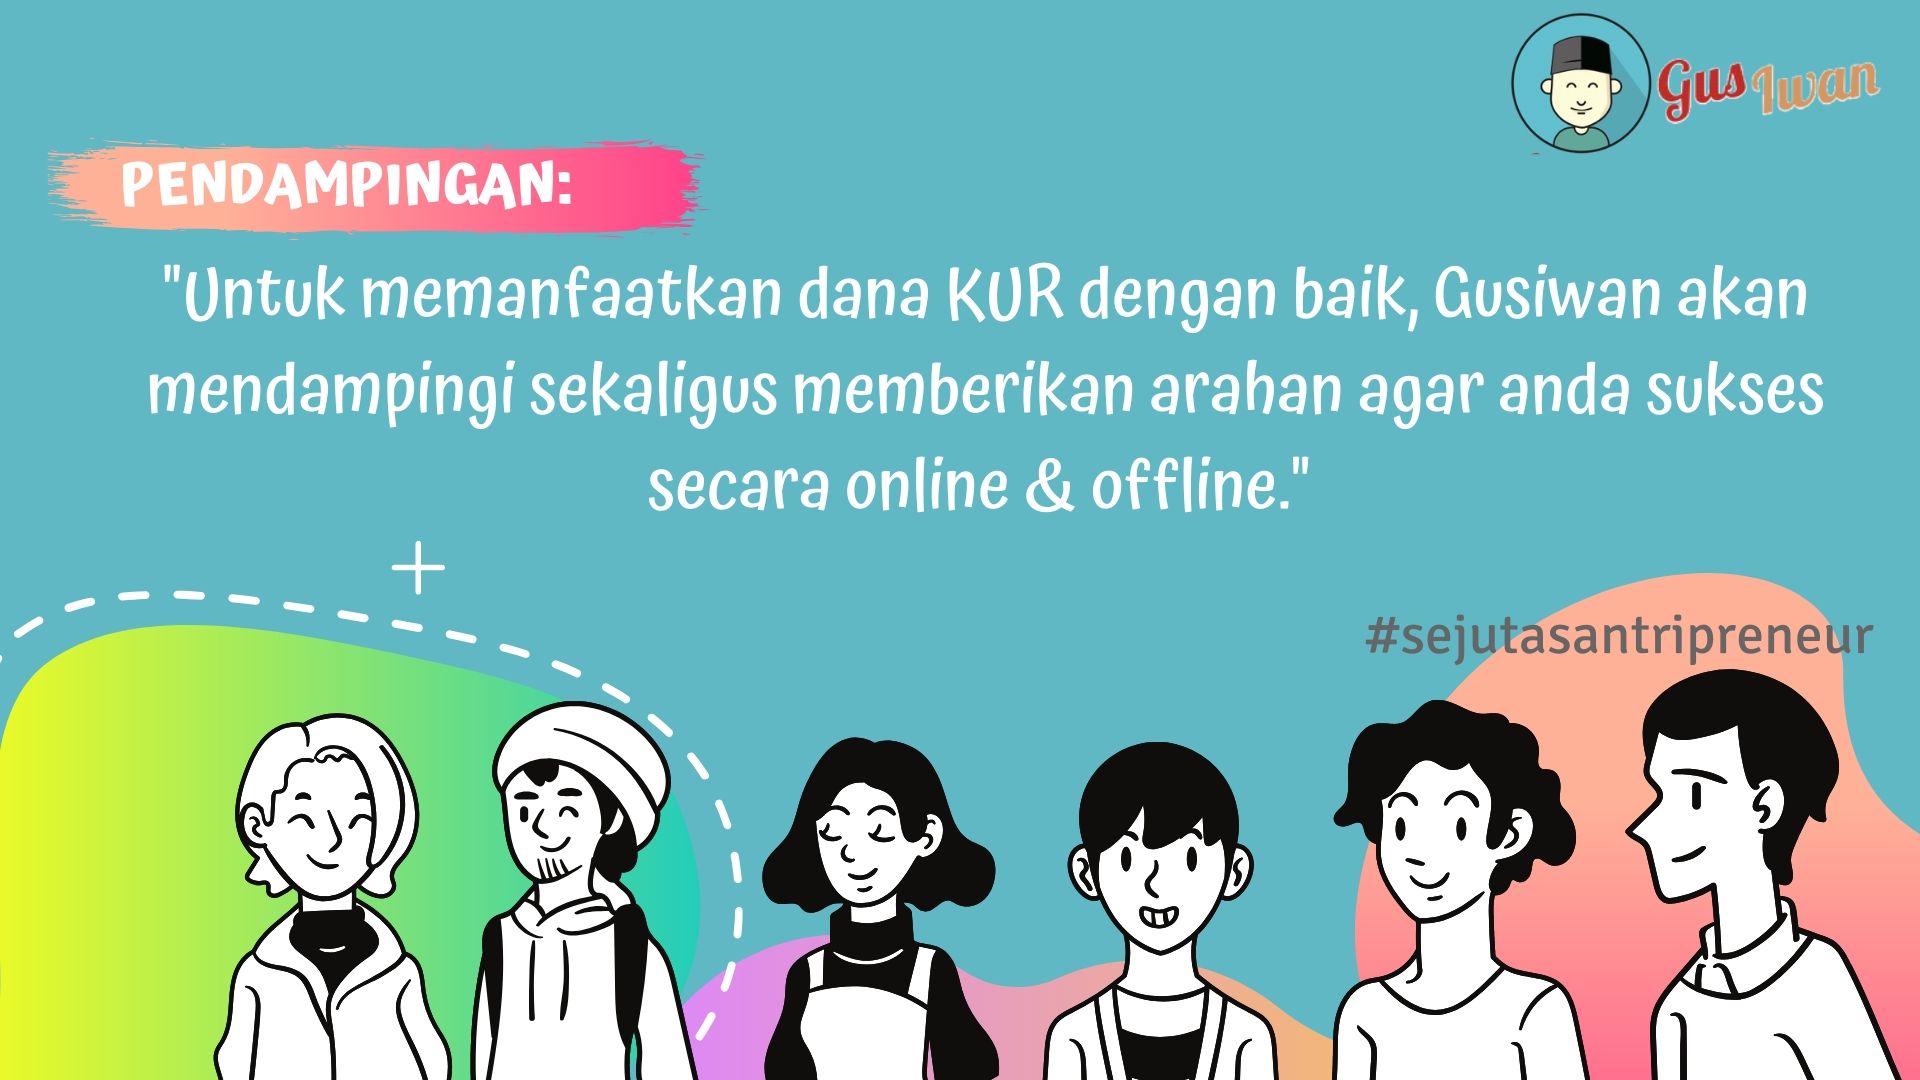 Gus Iwan
PENDAMPINGAN:
"Untuk memanfaatkan dana KUR dengan baik, Gusiwan akan
mendampingi sekaligus memberikan arahan agar anda sukses
secara online & offline."
#sejutasantripreneur